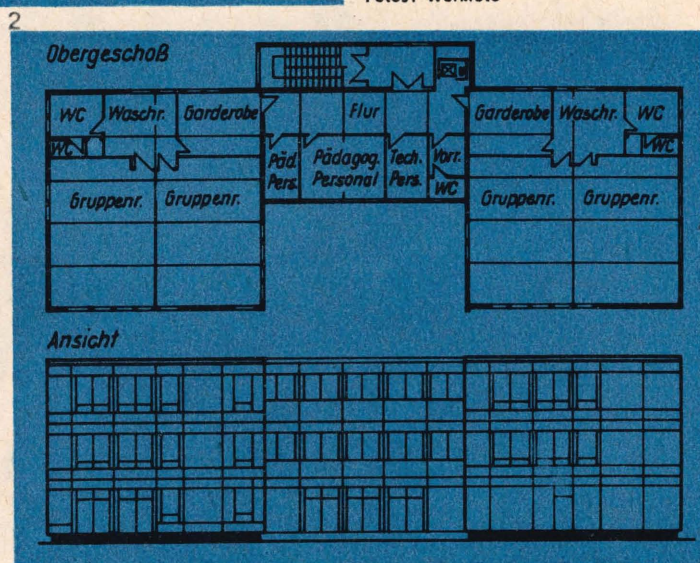 2
Obergeschoß
WC Waschr. Garderobe Flur Garderobe Waschr. WC
WC WC
Päd. Pers. Pädagog. Personal Tech. Pers. Vorr.
WC
Gruppenr. Gruppenr. Gruppenr. Gruppenr.
Ansicht